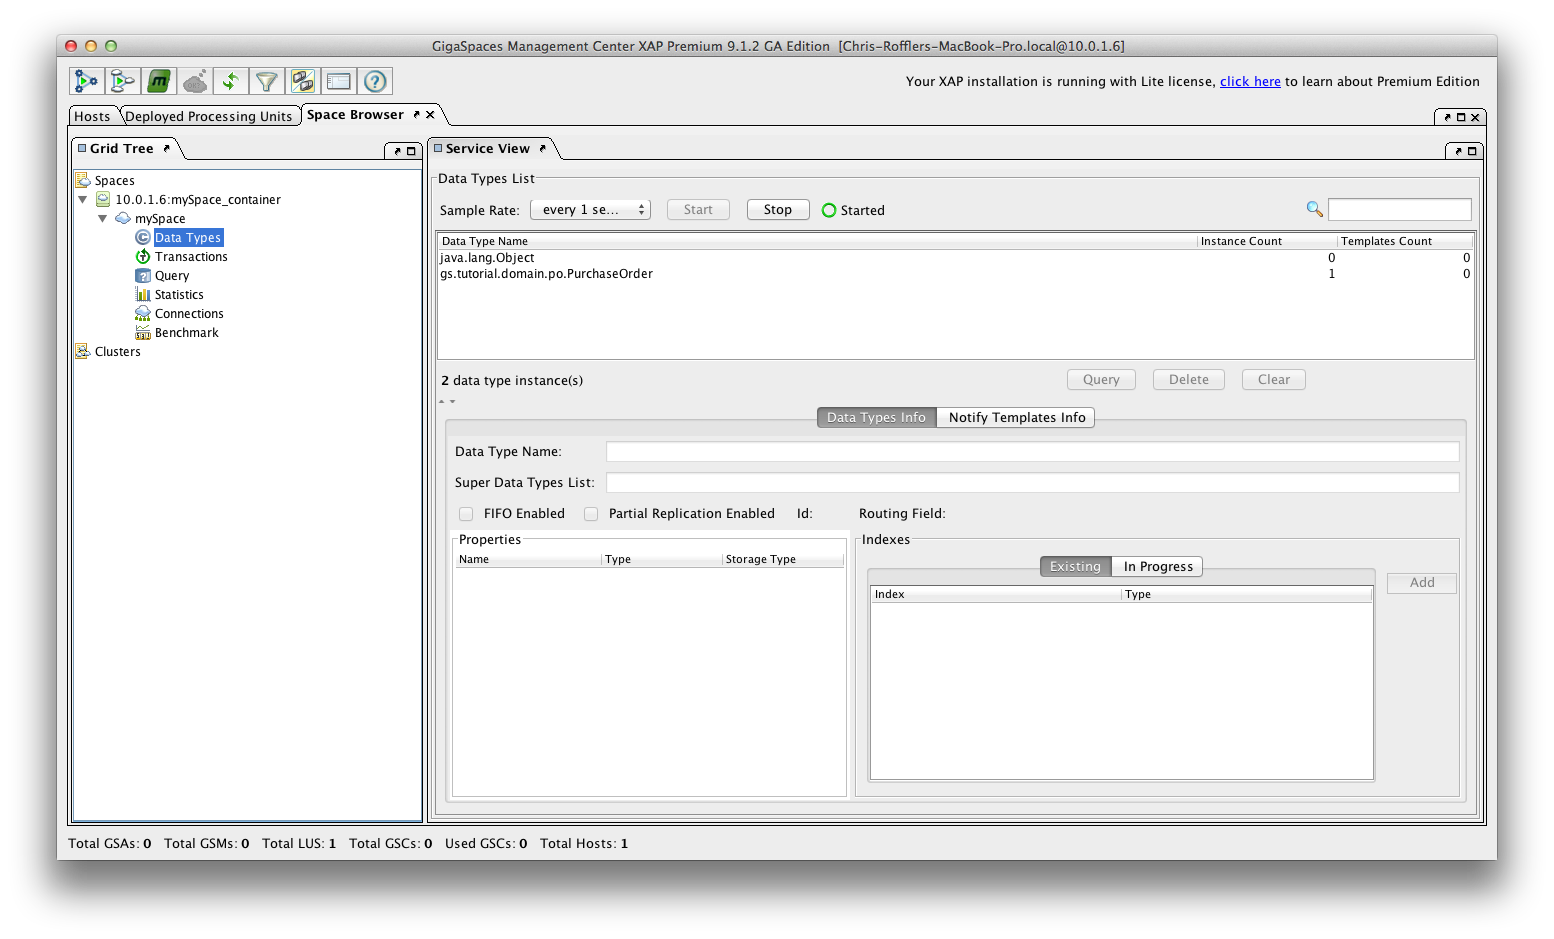 GigaSpaces Management Center XAP Premium 9.1.2 GA Edition [Chris-Rofflers-MacBook-Pro.local@10.0.1.6]
Your XAP installation is running with Lite license, click here to learn about Premium Edition
Hosts Deployed Processing Units Space Browser
Grid Tree
Spaces
10.0.1.6:mySpace_container
mySpace
Data Types
Transactions
Query
Statistics
Connections
Benchmark
Clusters
Service View
Data Types List
Sample Rate: every 1 se... Start Stop Started
Data Type Name Instance Count Templates Count
java.lang.Object 0 0
gs.tutorial.domain.po.PurchaseOrder 1 0
2 data type instance(s) Query Delete Clear
Data Types Info Notify Templates Info
Data Type Name:
Super Data Types List:
FIFO Enabled Partial Replication Enabled Id: Routing Field:
Properties
Name Type Storage Type
Indexes
Existing In Progress
Add
Index Type
Total GSAs: 0 Total GSMs: 0 Total LUS: 1 Total GSCs: 0 Used GSCs: 0 Total Hosts: 1